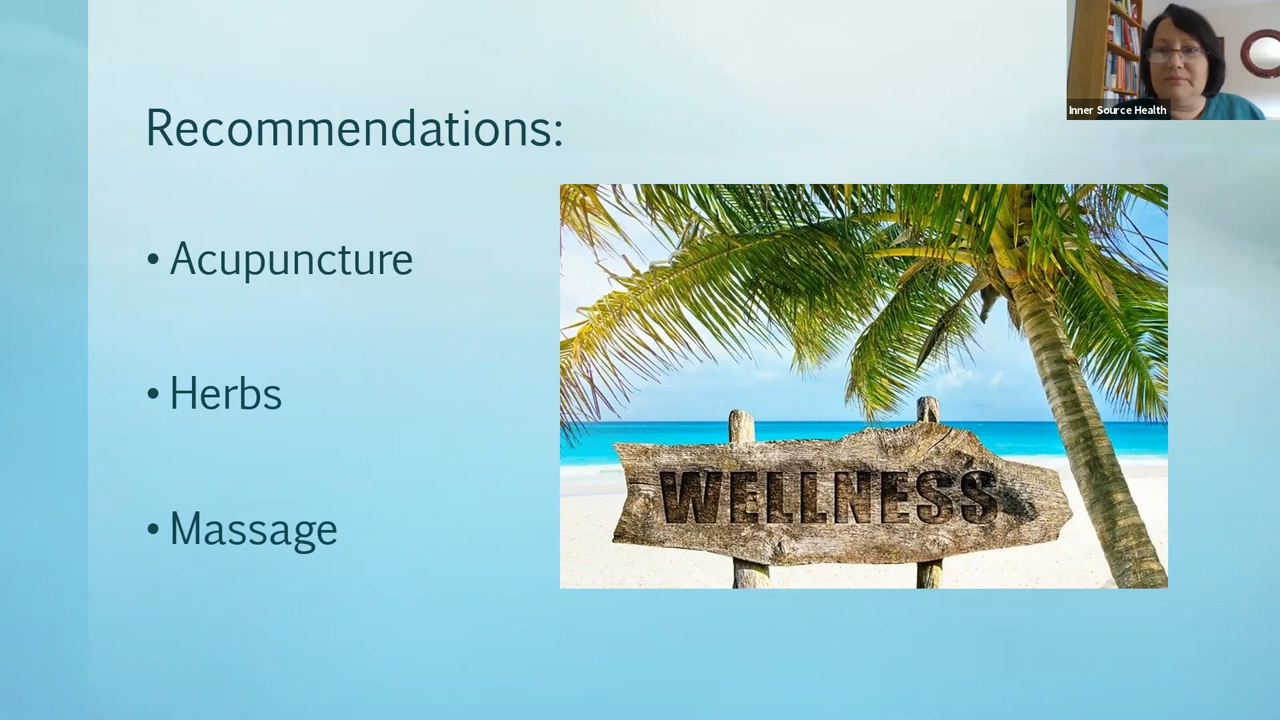 Inner Source Health
Recommendations:
• Acupuncture
• Herbs
• Massage
WELLNESS